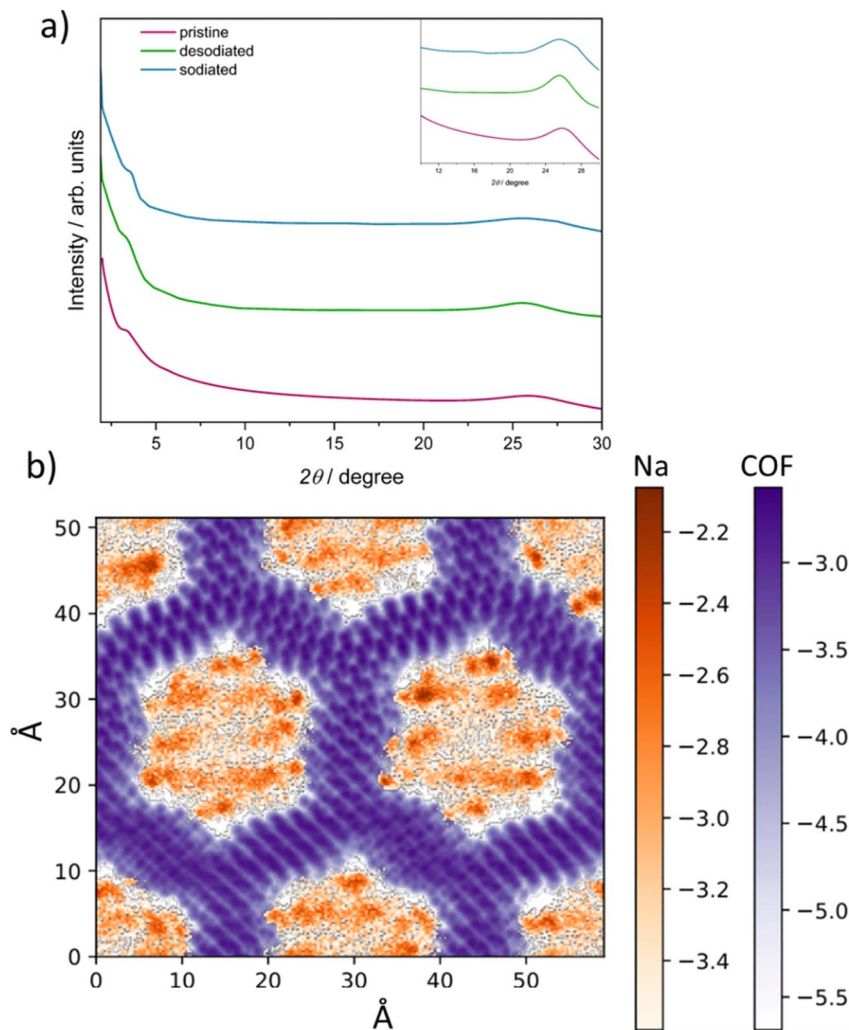 a)
pristine
desodiated
sodiated
12 16 20 24 28
2θ / degree
Intensity / arb. units
5 10 15 20 25 30
2θ / degree
b)
Na COF
50
40
30
20
10
0
Å
0 10 20 30 40 50
Å
−2.2
−2.4
−2.6
−2.8
−3.0
−3.2
−3.4
−3.0
−3.5
−4.0
−4.5
−5.0
−5.5